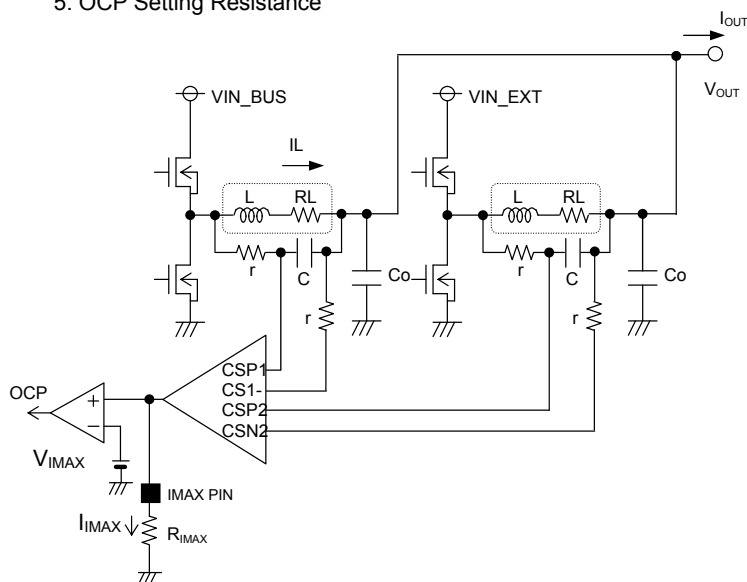 5. OCP Setting Resistance
IOUT
VOUT
VIN_BUS
VIN_EXT
IL
L
RL
L
RL
r
C
Co
r
C
Co
r
r
CSP1
CS1-
CSP2
CSN2
OCP
+
−
VIMAX
IMAX PIN
IIMAX
RIMAX